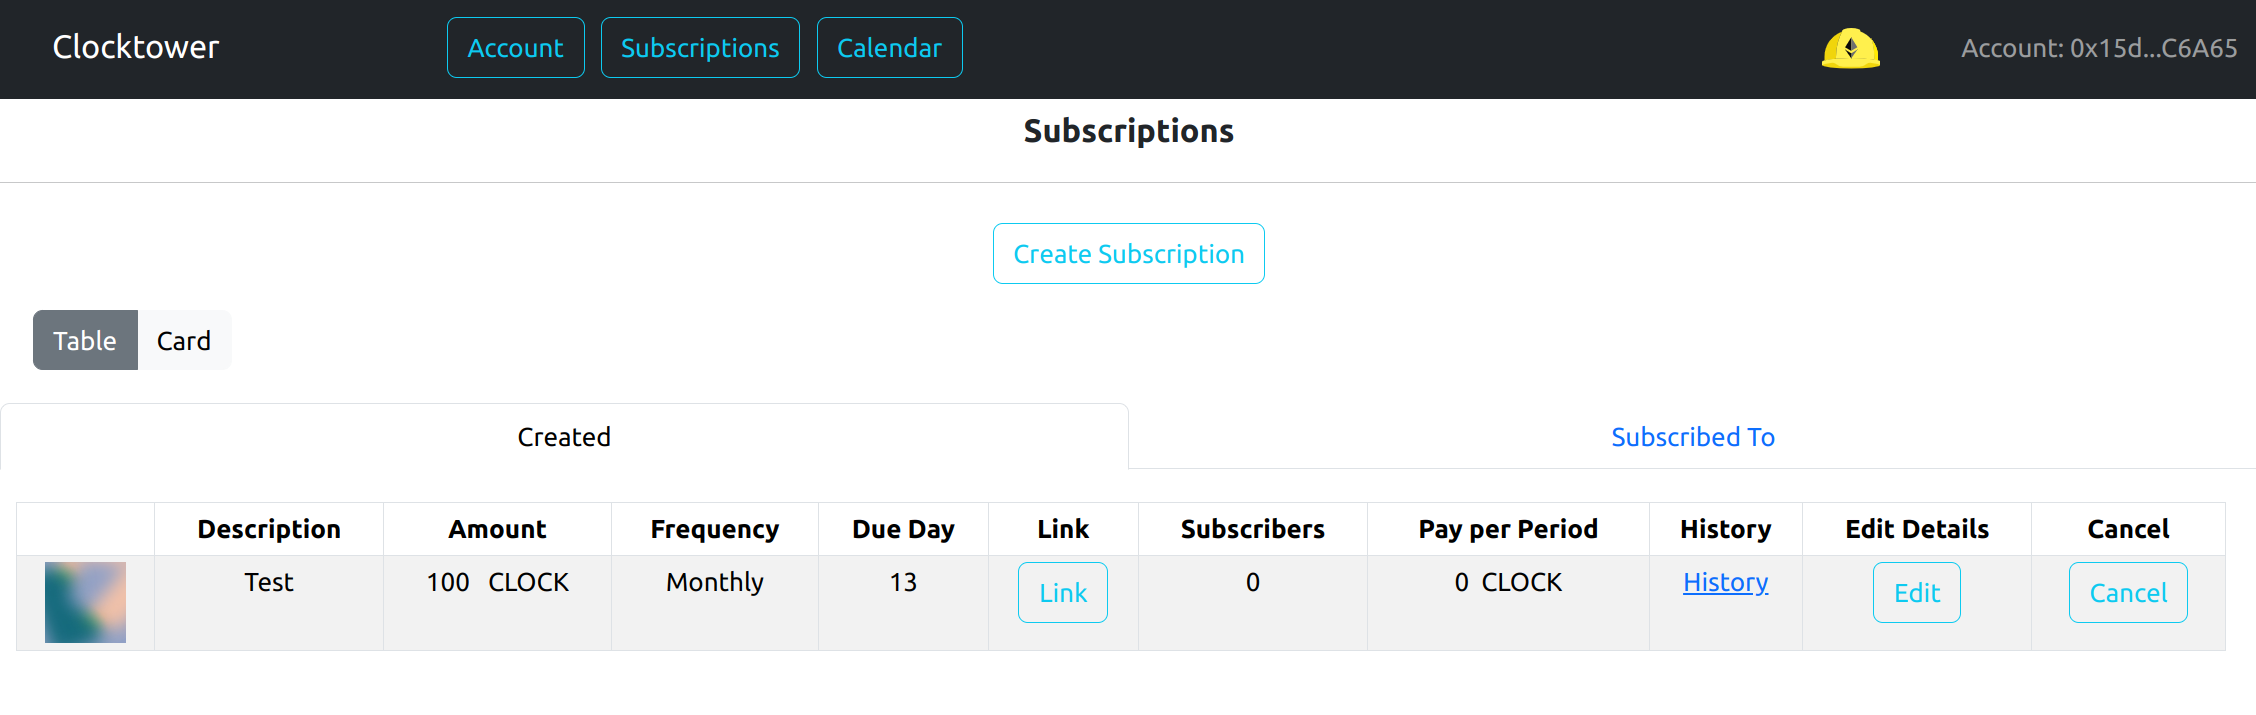 Clocktower Account Subscriptions Calendar Account: 0x15d...C6A65
Subscriptions
Create Subscription
Table Card
Created Subscribed To
Description Amount Frequency Due Day Link Subscribers Pay per Period History Edit Details Cancel
Test 100 CLOCK Monthly 13 Link 0 0 CLOCK History Edit Cancel